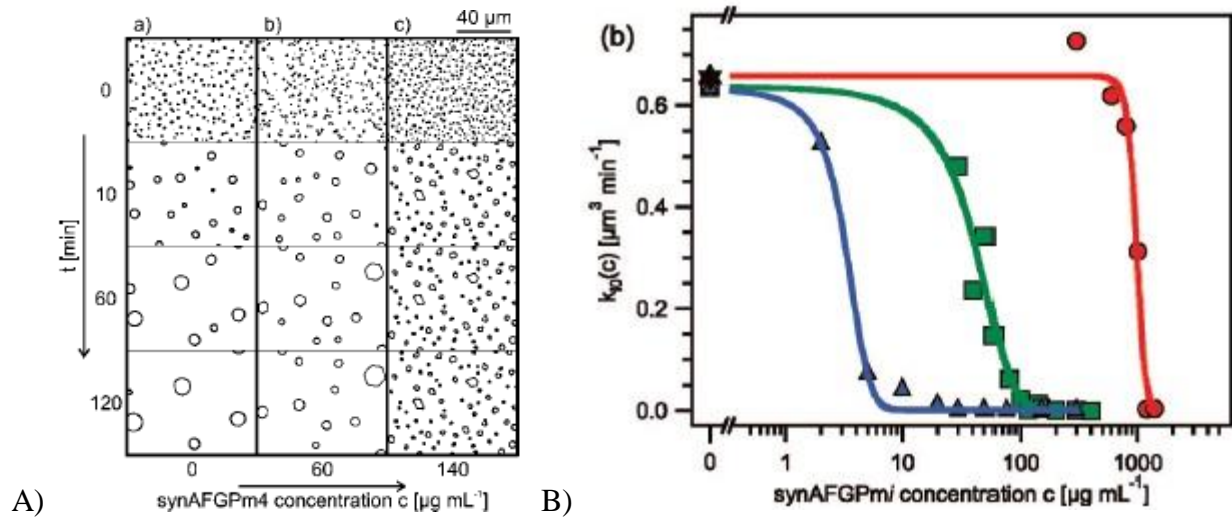 a) b) c) 40 µm
0
10
60
120
t [min]
0 60 140
synAFGPm4 concentration c [µg mL⁻¹]
A)
(b)
0.6
0.4
0.2
0.0
k₁₀(c) [µm³ min⁻¹]
0 1 10 100 1000
synAFGPmi concentration c [µg mL⁻¹]
B)